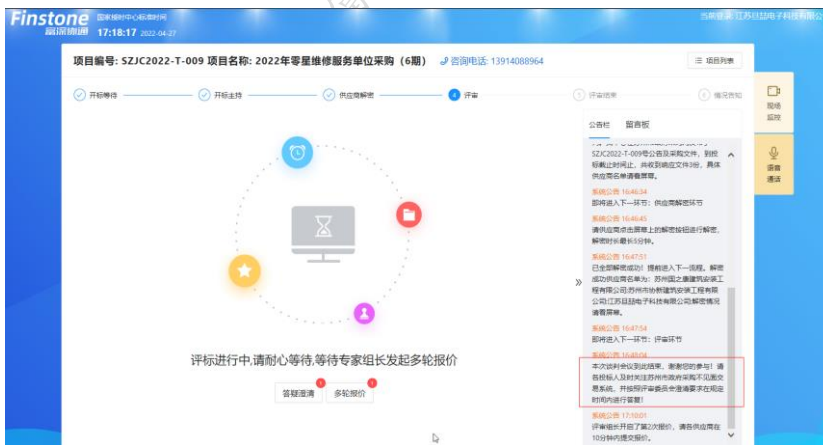 Finstone
富深协通
国家授时中心标准时间
17:18:17 2022-04-27
项目编号: SZJC2022-T-009 项目名称: 2022年零星维修服务单位采购（6期）
咨询电话: 13914088964
项目列表
开标等待
开标主持
供应商解密
4 评审
5 评审结果
6 情况告知
现场监控
语音通话
评标进行中,请耐心等待,等待专家组长发起多轮报价
答疑澄清 1
多轮报价 1
公告栏 留言板
SZJC2022-T-009号公告及采购文件，到投
标截止时间止，共收到响应文件3份，具体
供应商名单请看屏幕。
系统公告 16:46:34
即将进入下一环节：供应商解密环节
系统公告 16:46:45
请供应商点击屏幕上的解密按钮进行解密,
解密时长最长5分钟。
系统公告 16:47:51
已全部解密成功！提前进入下一流程。解密
成功供应商名单为：苏州国之康建筑安装工
程有限公司;苏州市协新建筑安装工程有限
公司;江苏旦喆电子科技有限公司;解密情况
请看屏幕。
系统公告 16:47:54
即将进入下一环节：评审环节
系统公告 16:48:04
本次谈判会议到此结束，谢谢您的参与！请
各投标人及时关注苏州市政府采购不见面交
易系统，并按照评审委员会澄清要求在规定
时间内进行答复！
系统公告 17:10:01
评审组长开启了第2次报价，请各供应商在
10分钟内提交报价。